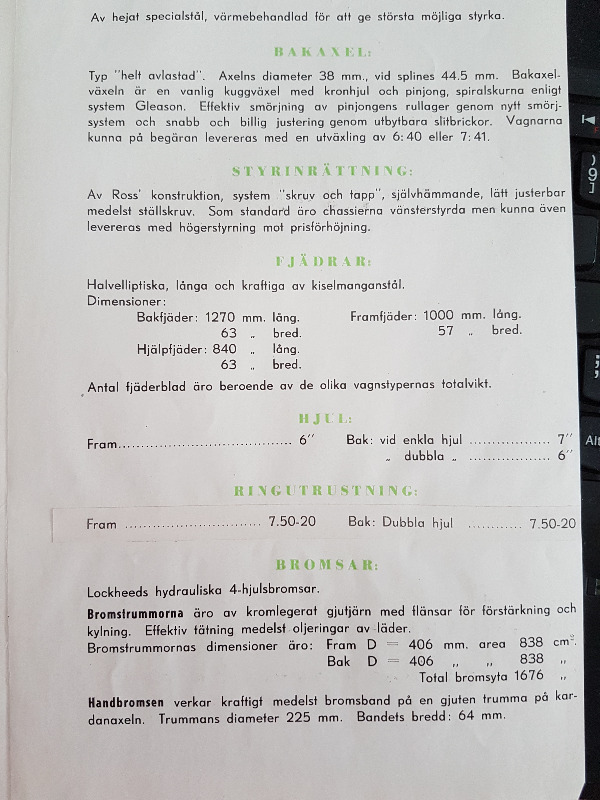 Av hejat specialstål, värmebehandlad för att ge största möjliga styrka.
BAKAXEL:
Typ "helt avlastad". Axelns diameter 38 mm., vid splines 44.5 mm. Bakaxel-
växeln är en vanlig kuggväxel med kronhjul och pinjong, spiralskurna enligt
system Gleason. Effektiv smörjning av pinjongens rullager genom nytt smörj-
system och snabb och billig justering genom utbytbara slitbrickor. Vagnarna
kunna på begäran levereras med en utväxling av 6:40 eller 7:41.
STYRINRÄTTNING:
Av Ross' konstruktion, system "skruv och tapp", självhämmande, lätt justerbar
medelst ställskruv. Som standard äro chassierna vänsterstyrda men kunna även
levereras med högerstyrning mot prisförhöjning.
FJÄDRAR:
Halvelliptiska, långa och kraftiga av kiselmanganstål.
Dimensioner:
Bakfjäder: 1270 mm. lång. Framfjäder: 1000 mm. lång.
63 „ bred. 57 „ bred.
Hjälpfjäder: 840 „ lång.
63 „ bred.
Antal fjäderblad äro beroende av de olika vagnstypernas totalvikt.
HJUL:
Fram..................................... 6" Bak: vid enkla hjul ................. 7"
„ dubbla „ ................. 6"
RINGUTRUSTNING:
Fram ............................. 7.50-20 Bak: Dubbla hjul ............ 7.50-20
BROMSAR:
Lockheeds hydrauliska 4-hjulsbromsar.
Bromstrummorna äro av kromlegerat gjutjärn med flänsar för förstärkning och
kylning. Effektiv tätning medelst oljeringar av läder.
Bromstrummornas dimensioner äro: Fram D = 406 mm. area 838 cm².
Bak D = 406 „ „ 838 „
Total bromsyta 1676 „
Handbromsen verkar kraftigt medelst bromsband på en gjuten trumma på kar-
danaxeln. Trummans diameter 225 mm. Bandets bredd: 64 mm.
)
9
]
;
Alt